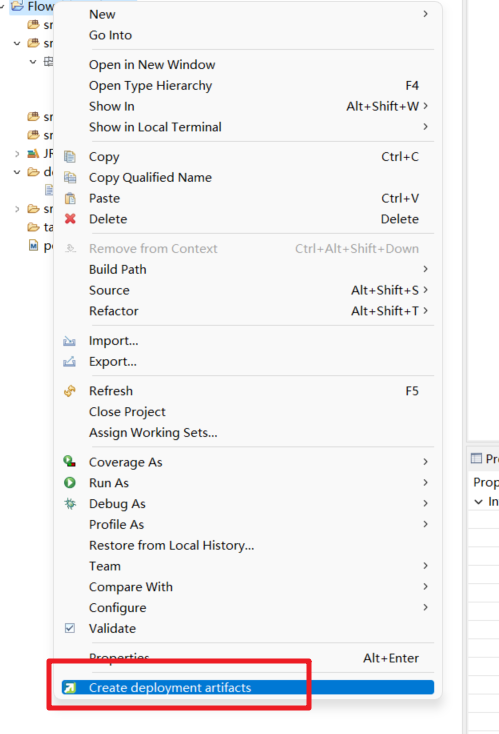 Flow
New
Go Into
Open in New Window
Open Type Hierarchy F4
Show In Alt+Shift+W
Show in Local Terminal
Copy Ctrl+C
Copy Qualified Name
Paste Ctrl+V
Delete Delete
Remove from Context Ctrl+Alt+Shift+Down
Build Path
Source Alt+Shift+S
Refactor Alt+Shift+T
Import...
Export...
Refresh F5
Close Project
Assign Working Sets...
Coverage As
Run As
Debug As
Profile As
Restore from Local History...
Team
Compare With
Configure
Validate
Properties Alt+Enter
Create deployment artifacts
sr
sr
sr
sr
JR
de
sr
ta
po
Pro
Prop
In